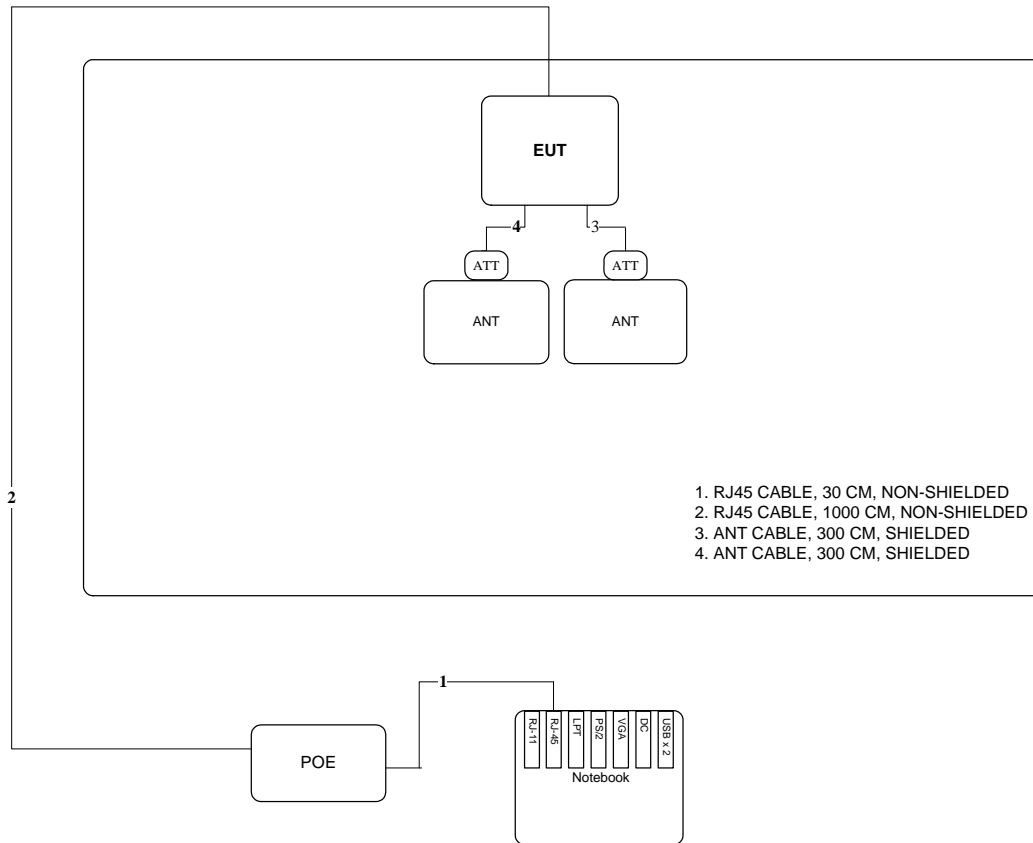 EUT
4
3
ATT
ATT
ANT
ANT
2
1. RJ45 CABLE, 30 CM, NON-SHIELDED
2. RJ45 CABLE, 1000 CM, NON-SHIELDED
3. ANT CABLE, 300 CM, SHIELDED
4. ANT CABLE, 300 CM, SHIELDED
1
POE
RJ-11
RJ-45
LPT
PS/2
VGA
DC
USB x 2
Notebook